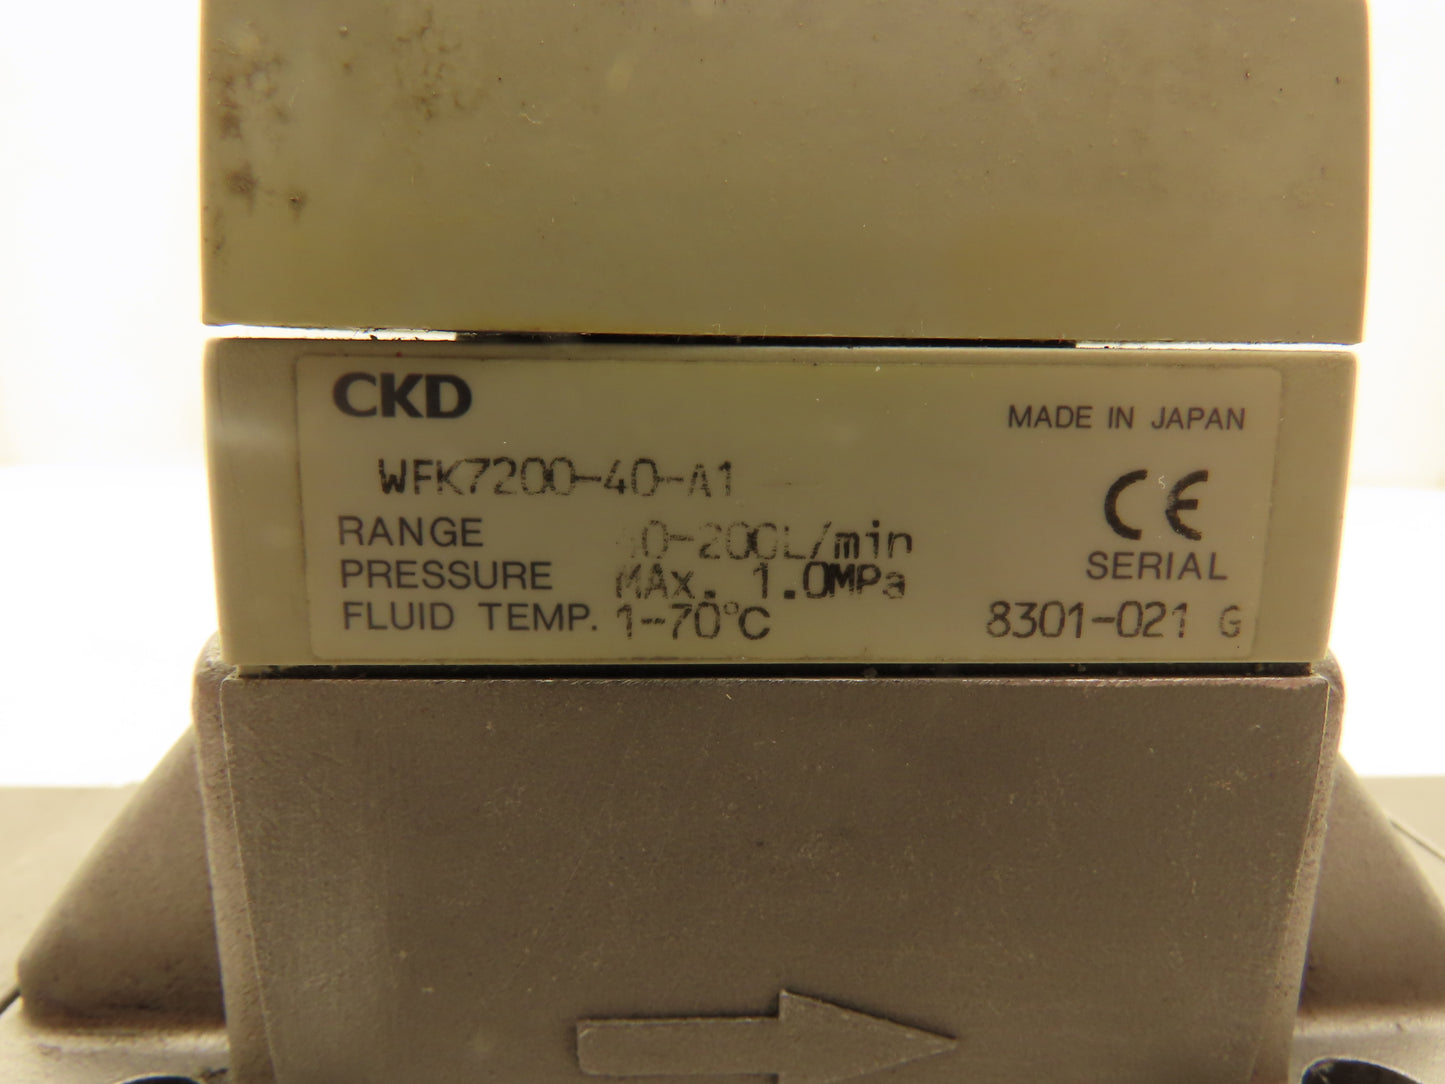 CKD
MADE IN JAPAN
WFK7200-40-A1
CE
RANGE
PRESSURE MAX. 1.0MPa
FLUID TEMP. 1-70°C
SERIAL
8301-021 G